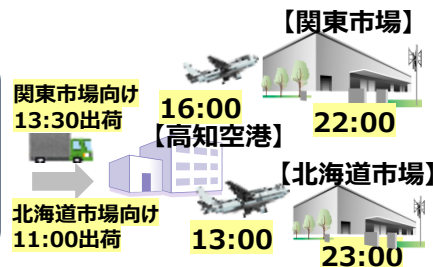 【関東市場】
関東市場向け
13:30出荷
16:00
22:00
【高知空港】
【北海道市場】
北海道市場向け
11:00出荷
13:00
23:00